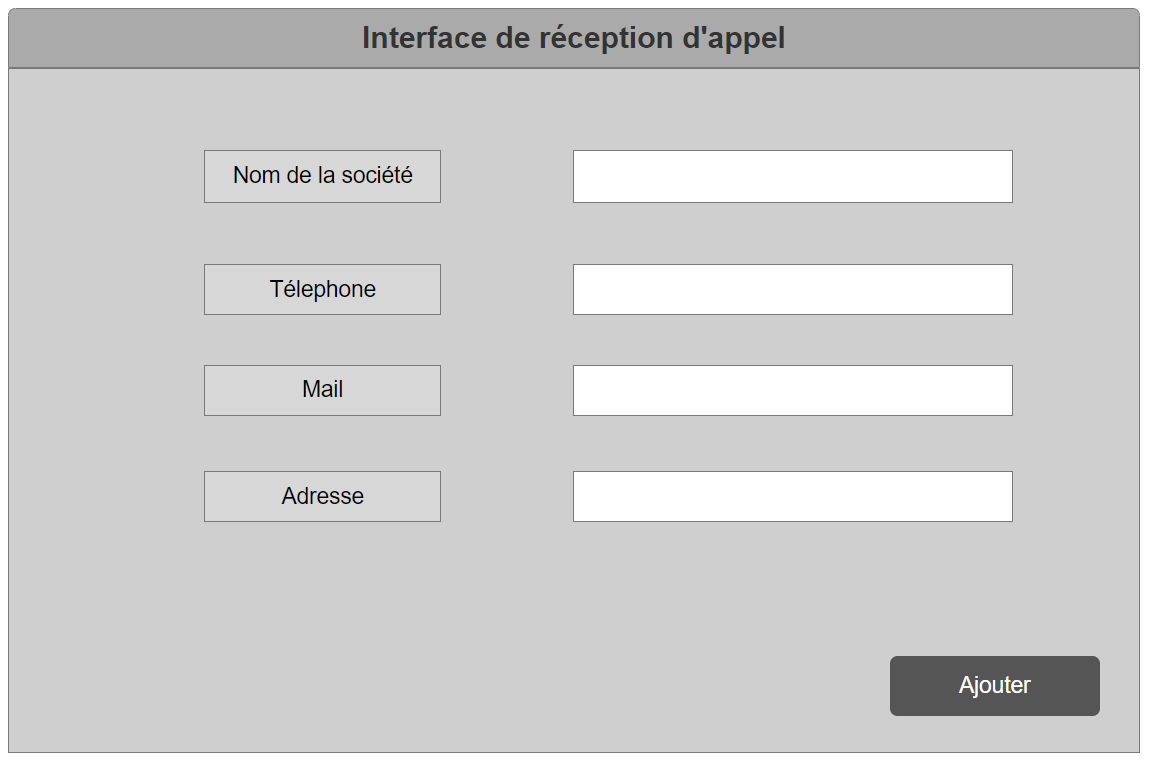 Interface de réception d'appel
Nom de la société
Télephone
Mail
Adresse
Ajouter